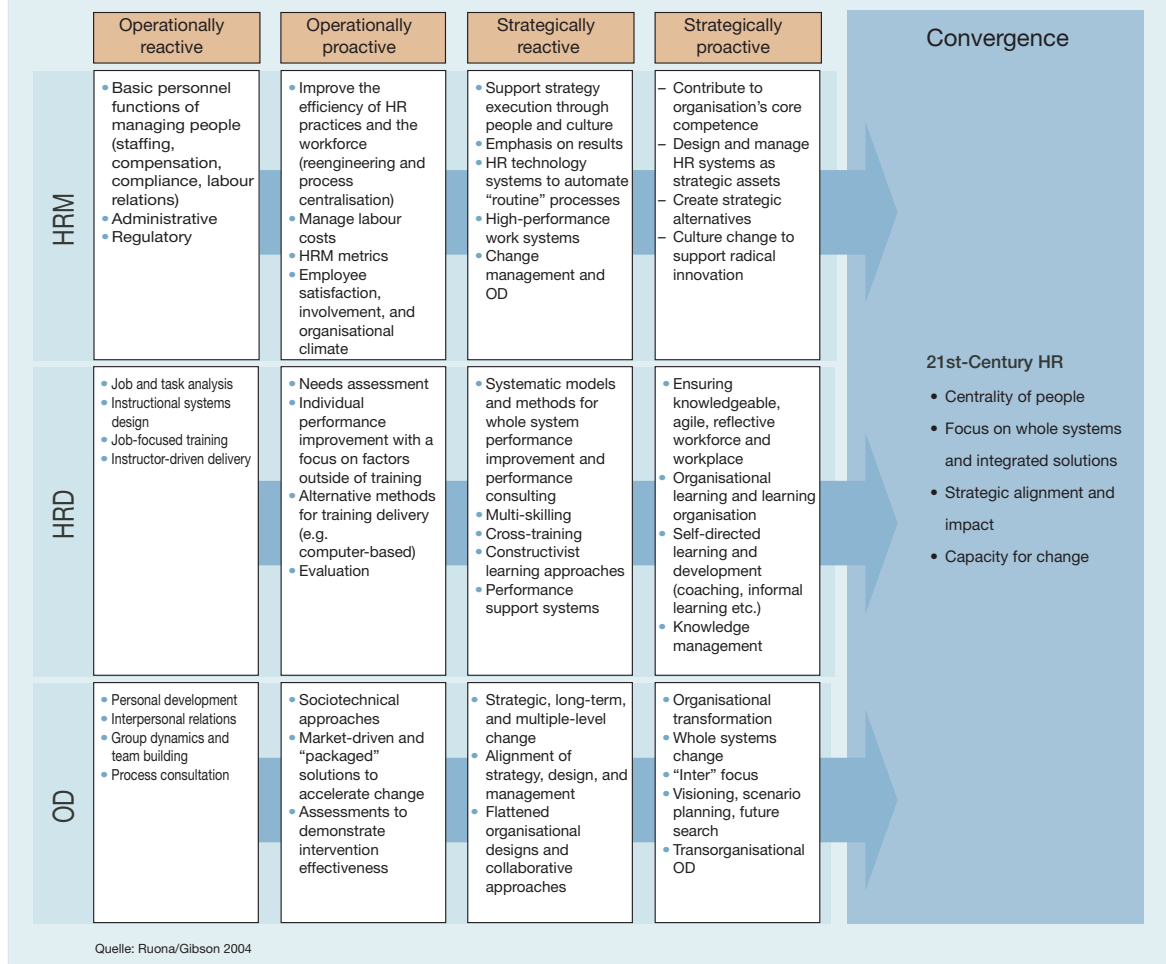 Operationally
reactive
Operationally
proactive
Strategically
reactive
Strategically
proactive
Convergence
HRM
• Basic personnel
functions of
managing people
(staffing,
compensation,
compliance, labour
relations)
• Administrative
• Regulatory
• Improve the
efficiency of HR
practices and the
workforce
(reengineering and
process
centralisation)
• Manage labour
costs
• HRM metrics
• Employee
satisfaction,
involvement, and
organisational
climate
• Support strategy
execution through
people and culture
• Emphasis on results
• HR technology
systems to automate
“routine” processes
• High-performance
work systems
• Change
management and
OD
– Contribute to
organisation’s core
competence
– Design and manage
HR systems as
strategic assets
– Create strategic
alternatives
– Culture change to
support radical
innovation
HRD
• Job and task analysis
• Instructional systems
design
• Job-focused training
• Instructor-driven delivery
• Needs assessment
• Individual
performance
improvement with a
focus on factors
outside of training
• Alternative methods
for training delivery
(e.g.
computer-based)
• Evaluation
• Systematic models
and methods for
whole system
performance
improvement and
performance
consulting
• Multi-skilling
• Cross-training
• Constructivist
learning approaches
• Performance
support systems
• Ensuring
knowledgeable,
agile, reflective
workforce and
workplace
• Organisational
learning and learning
organisation
• Self-directed
learning and
development
(coaching, informal
learning etc.)
• Knowledge
management
OD
• Personal development
• Interpersonal relations
• Group dynamics and
team building
• Process consultation
• Sociotechnical
approaches
• Market-driven and
“packaged”
solutions to
accelerate change
• Assessments to
demonstrate
intervention
effectiveness
• Strategic, long-term,
and multiple-level
change
• Alignment of
strategy, design, and
management
• Flattened
organisational
designs and
collaborative
approaches
• Organisational
transformation
• Whole systems
change
• “Inter” focus
• Visioning, scenario
planning, future
search
• Transorganisational
OD
21st-Century HR
• Centrality of people
• Focus on whole systems
and integrated solutions
• Strategic alignment and
impact
• Capacity for change
Quelle: Ruona/Gibson 2004